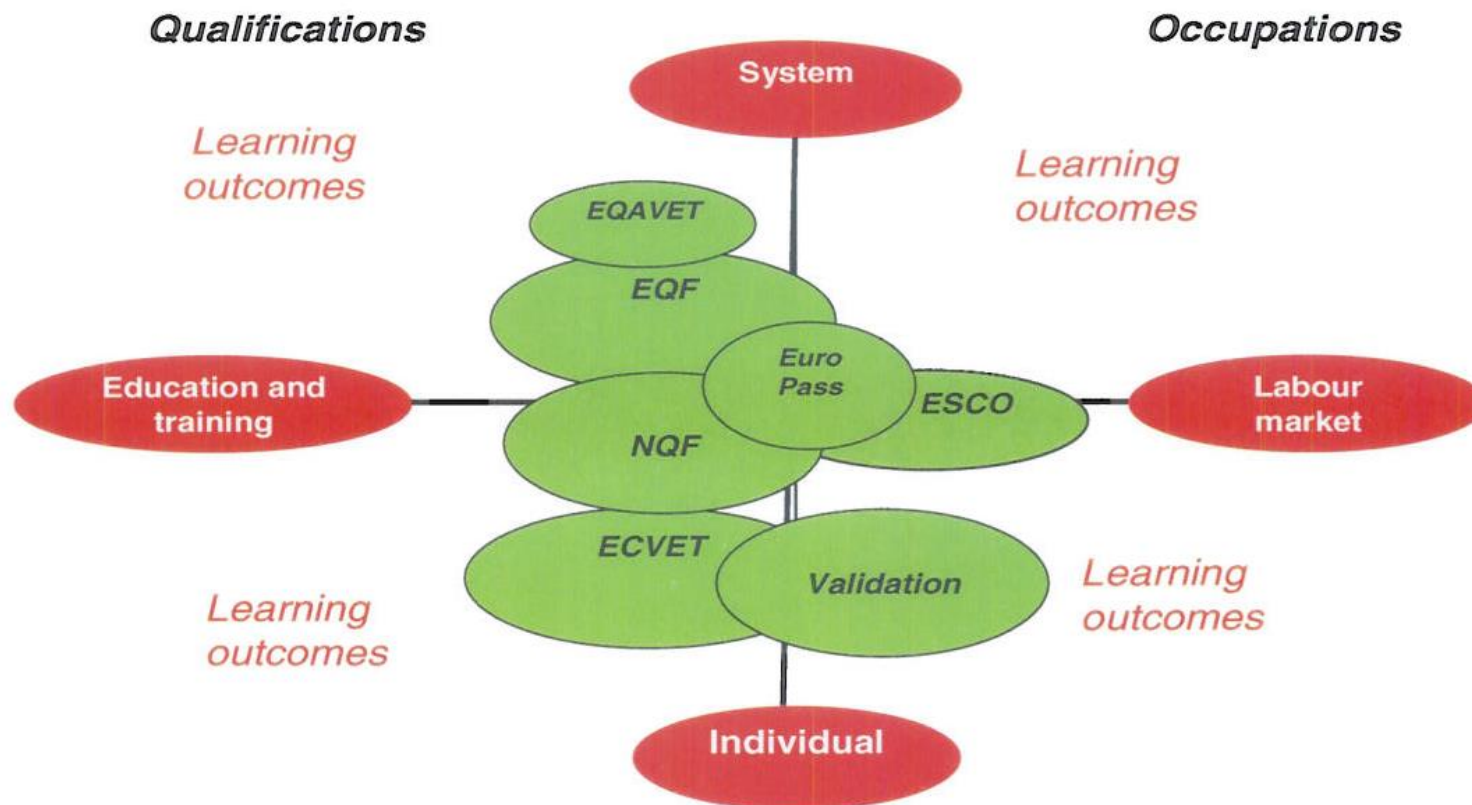 Qualifications
Occupations
System
Learning
outcomes
Learning
outcomes
EQAVET
EQF
Euro
Pass
Education and
training
ESCO
Labour
market
NQF
ECVET
Validation
Learning
outcomes
Learning
outcomes
Individual